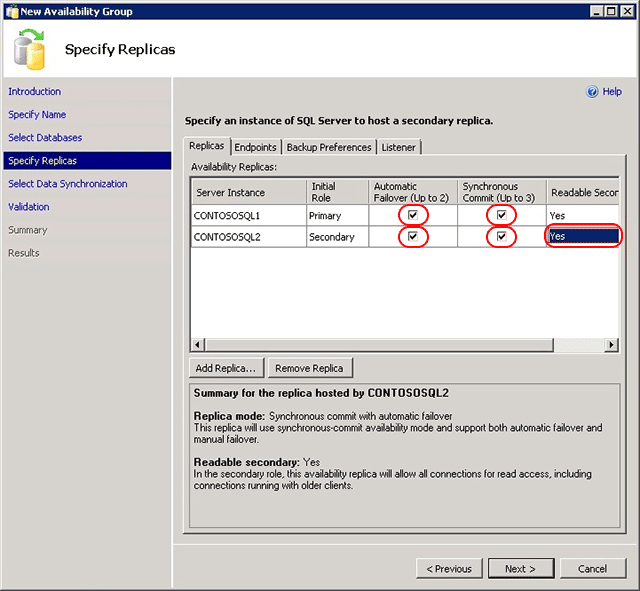 New Availability Group
Specify Replicas
Introduction
Help
Specify Name
Specify an instance of SQL Server to host a secondary replica.
Select Databases
Replicas Endpoints Backup Preferences Listener
Specify Replicas
Availability Replicas:
Select Data Synchronization
Server Instance Initial Role Automatic Failover (Up to 2) Synchronous Commit (Up to 3) Readable Secon
Validation
CONTOSOSQL1 Primary Yes
Summary
CONTOSOSQL2 Secondary Yes
Results
Add Replica... Remove Replica
Summary for the replica hosted by CONTOSOSQL2
Replica mode: Synchronous commit with automatic failover
This replica will use synchronous-commit availability mode and support both automatic failover and
manual failover.
Readable secondary: Yes
In the secondary role, this availability replica will allow all connections for read access, including
connections running with older clients.
< Previous Next > Cancel